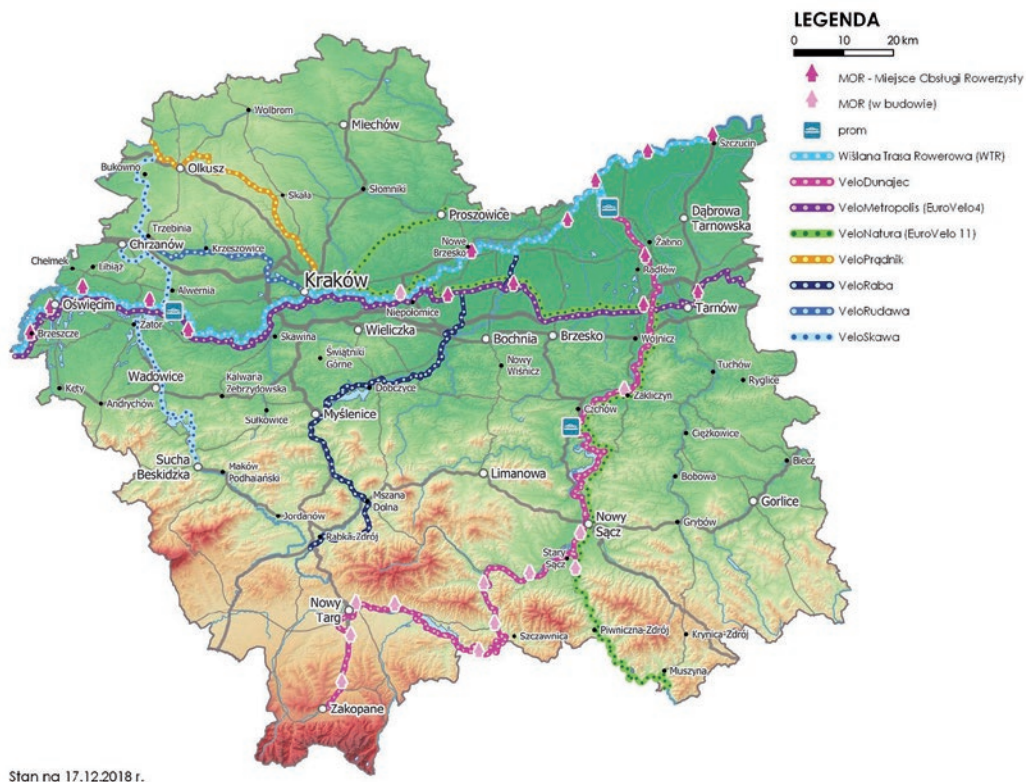 LEGENDA
0 10 20 km
MOR - Miejsce Obsługi Rowerzysty
MOR (w budowie)
prom
Wiślana Trasa Rowerowa (WTR)
VeloDunajec
VeloMetropolis (EuroVelo4)
VeloNatura (EuroVelo 11)
VeloPrądnik
VeloRaba
VeloRudawa
VeloSkawa
Wolbrom
Miechów
Szczucin
Bukowno
Olkusz
Skała
Słomniki
Proszowice
Dąbrowa
Tarnowska
Trzebinia
Chrzanów
Krzeszowice
Nowe
Brzesko
Żabno
Chełmek
Libiąż
Kraków
Radłów
Alwernia
Oświęcim
Niepołomice
Tarnów
Brzeszcze
Zator
Skawina
Wieliczka
Bochnia
Brzesko
Wojnicz
Świątniki
Górne
Nowy
Wiśnicz
Tuchów
Ryglice
Kęty
Wadowice
Kalwaria
Zebrzydowska
Dobczyce
Zakliczyn
Andrychów
Sułkowice
Myślenice
Czchów
Ciężkowice
Sucha
Beskidzka
Maków
Podhalański
Limanowa
Bobowa
Biecz
Gorlice
Mszana
Dolna
Jordanów
Nowy
Sącz
Grybów
Rabka-Zdrój
Stary
Sącz
Nowy
Targ
Szczawnica
Piwniczna-Zdrój
Krynica-Zdrój
Muszyna
Zakopane
Stan na 17.12.2018 r.